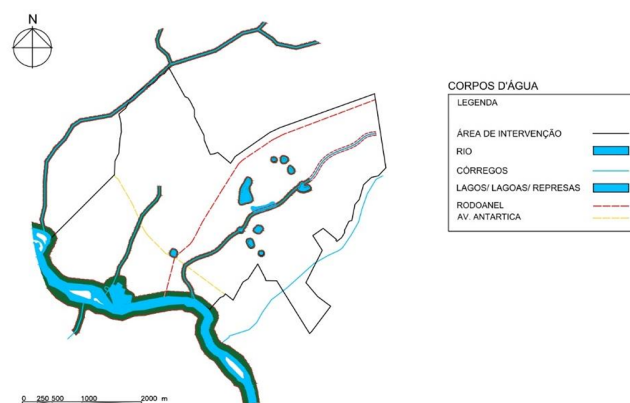 N
CORPOS D'ÁGUA
LEGENDA
ÁREA DE INTERVENÇÃO
RIO
CÓRREGOS
LAGOS/ LAGOAS/ REPRESAS
RODOANEL
AV. ANTARTICA
0 250 500 1000 2000 m